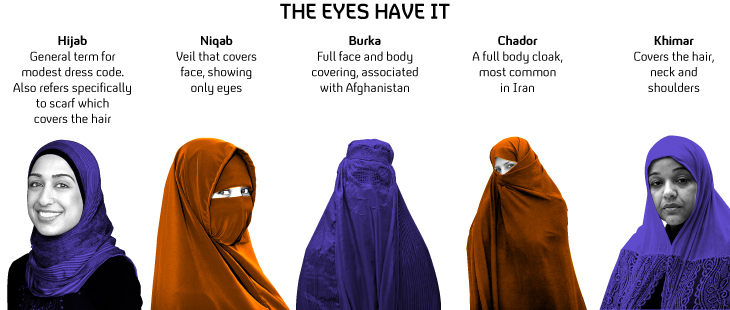 THE EYES HAVE IT
Hijab
General term for
modest dress code.
Also refers specifically
to scarf which
covers the hair
Niqab
Veil that covers
face, showing
only eyes
Burka
Full face and body
covering, associated
with Afghanistan
Chador
A full body cloak,
most common
in Iran
Khimar
Covers the hair,
neck and
shoulders